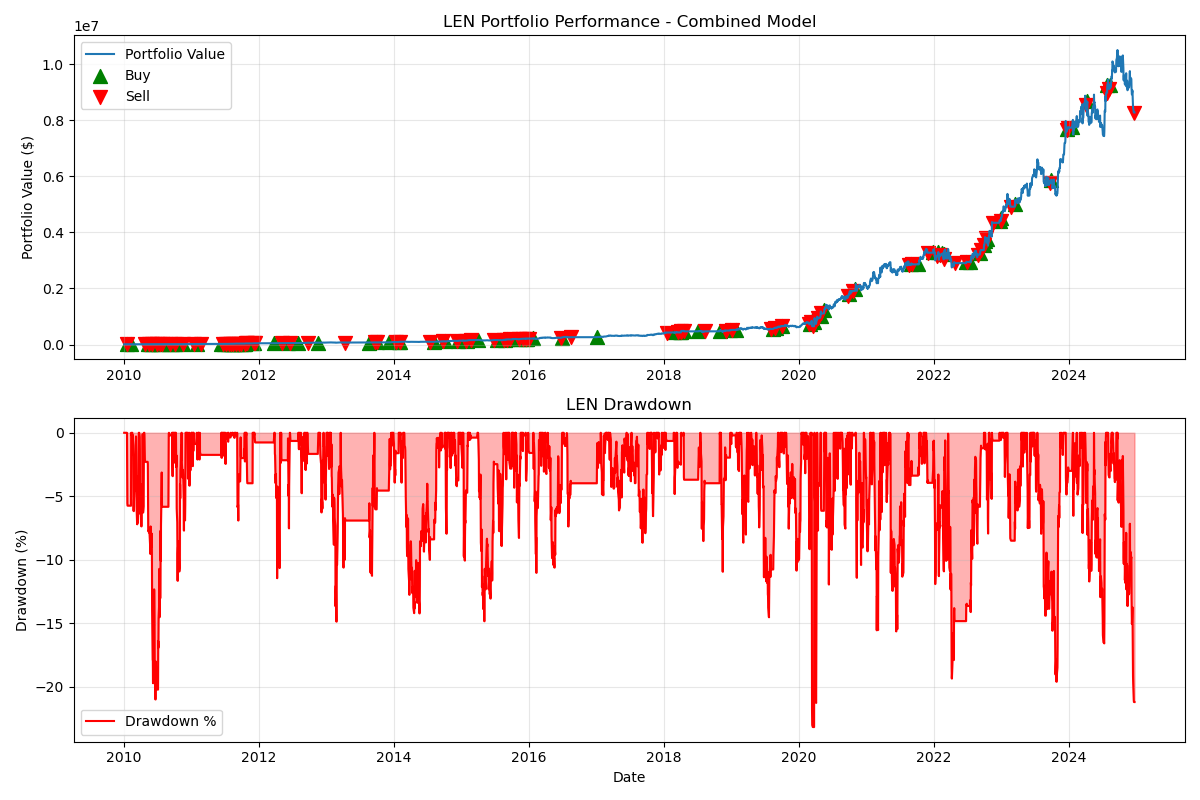 LEN Portfolio Performance - Combined Model
1e7
Portfolio Value
Buy
Sell
Portfolio Value ($)
1.0
0.8
0.6
0.4
0.2
0.0
2010 2012 2014 2016 2018 2020 2022 2024
LEN Drawdown
Drawdown (%)
0
−5
−10
−15
−20
Drawdown %
2010 2012 2014 2016 2018 2020 2022 2024
Date